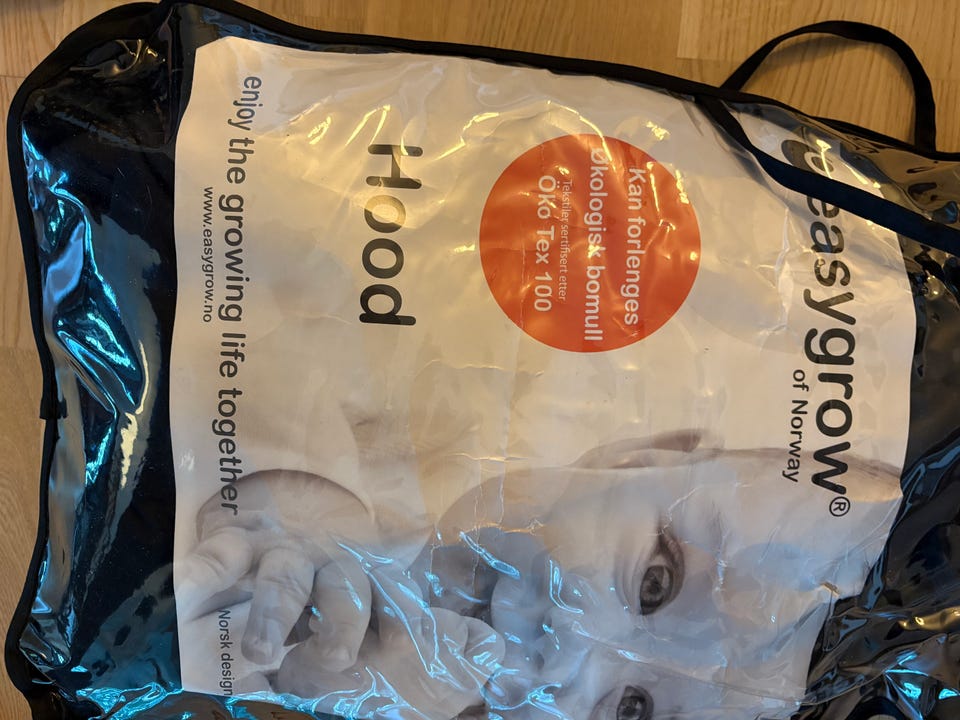 easygrow®
of Norway
Kan forlenges
Økologisk bomull
Tekstiler sertifisert etter
Öko Tex 100
Hood
enjoy the growing life together
www.easygrow.no
Norsk design